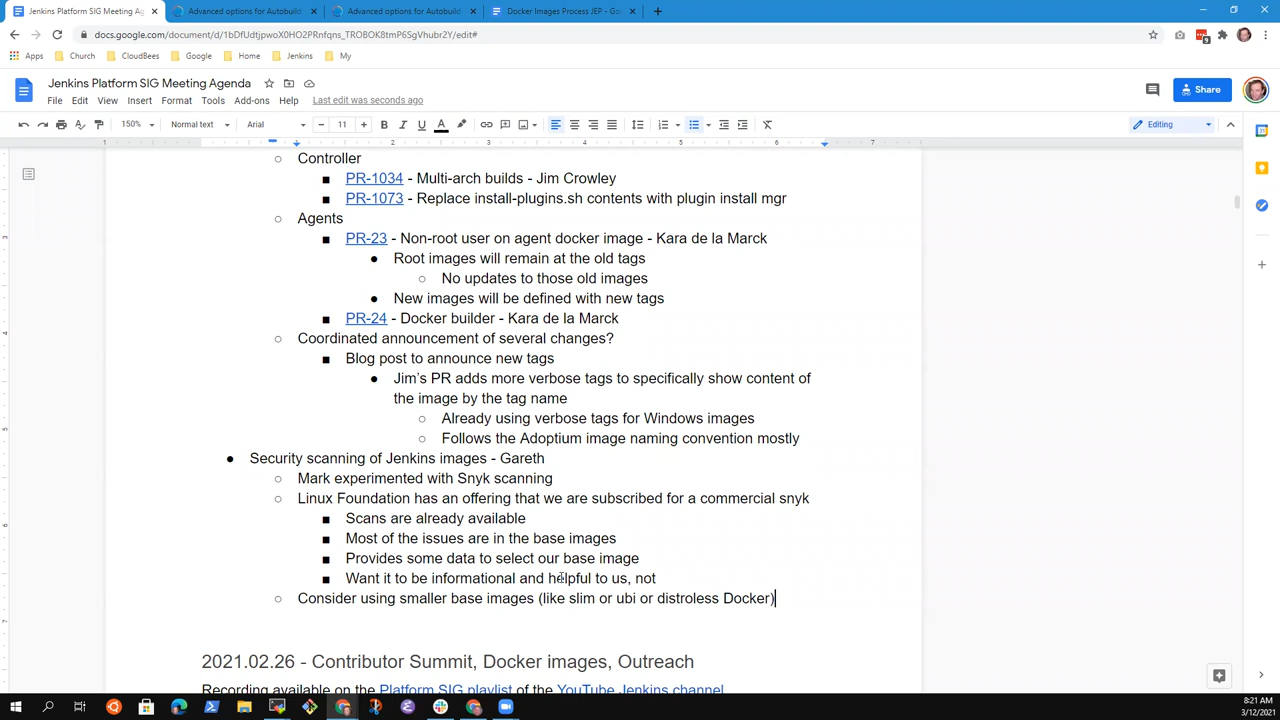 Jenkins Platform SIG Meeting Ag
Advanced options for Autobuild
Advanced options for Autobuild
Docker Images Process JEP - Go
docs.google.com/document/d/1bDfUdtjpwoX0HO2PRnfqns_TROBOK8tmP6SgVhubr2Y/edit#
Apps Church CloudBees Google Home Jenkins My
Jenkins Platform SIG Meeting Agenda
File Edit View Insert Format Tools Add-ons Help Last edit was seconds ago
Share
150% Normal text Arial 11 Editing
1 2 3 4 5 6 7
Controller
PR-1034 - Multi-arch builds - Jim Crowley
PR-1073 - Replace install-plugins.sh contents with plugin install mgr
Agents
PR-23 - Non-root user on agent docker image - Kara de la Marck
Root images will remain at the old tags
No updates to those old images
New images will be defined with new tags
PR-24 - Docker builder - Kara de la Marck
Coordinated announcement of several changes?
Blog post to announce new tags
Jim's PR adds more verbose tags to specifically show content of
the image by the tag name
Already using verbose tags for Windows images
Follows the Adoptium image naming convention mostly
Security scanning of Jenkins images - Gareth
Mark experimented with Snyk scanning
Linux Foundation has an offering that we are subscribed for a commercial snyk
Scans are already available
Most of the issues are in the base images
Provides some data to select our base image
Want it to be informational and helpful to us, not
Consider using smaller base images (like slim or ubi or distroless Docker)
2021.02.26 - Contributor Summit, Docker images, Outreach
Recording available on the Platform SIG playlist of the YouTube Jenkins channel
8:21 AM
3/12/2021